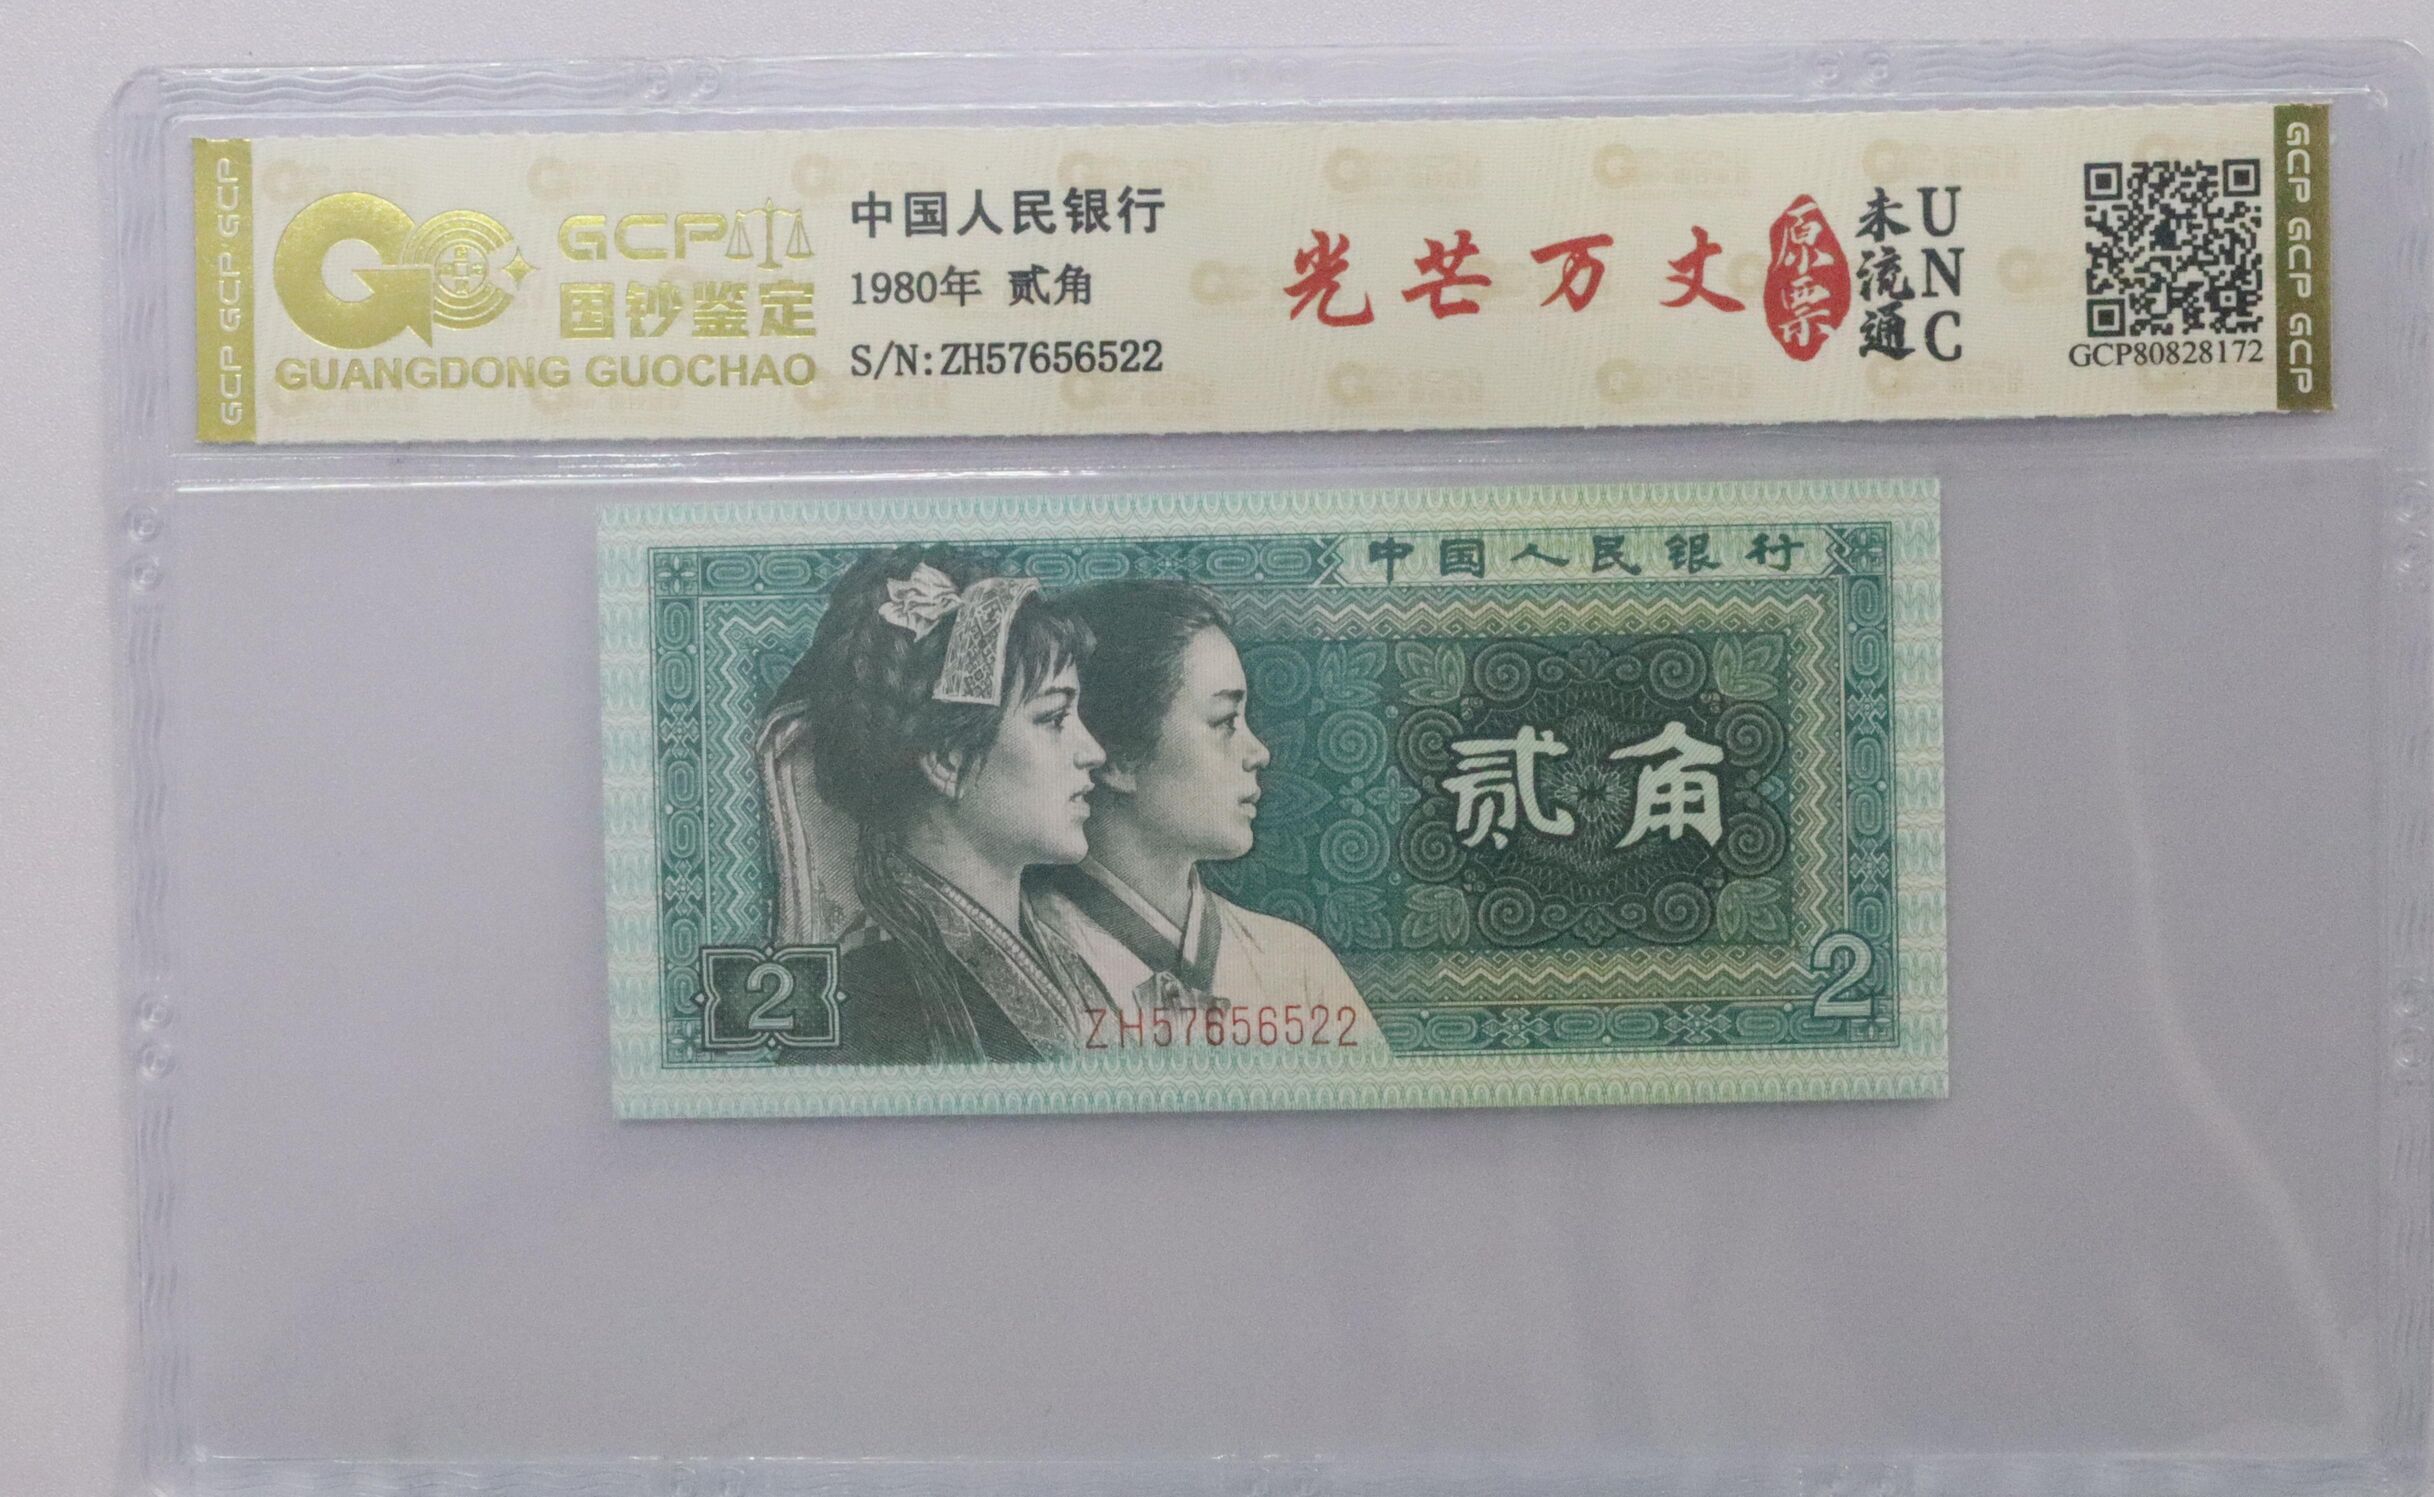 GCP GCP GCP
GCP
国钞鉴定
GUANGDONG GUOCHAO
中国人民银行
1980年 贰角
S/N:ZH57656522
光芒万丈
原票
未流通
UNC
GCP80828172
GCP GCP GCP
中国人民银行
贰角
2
2
ZH57656522